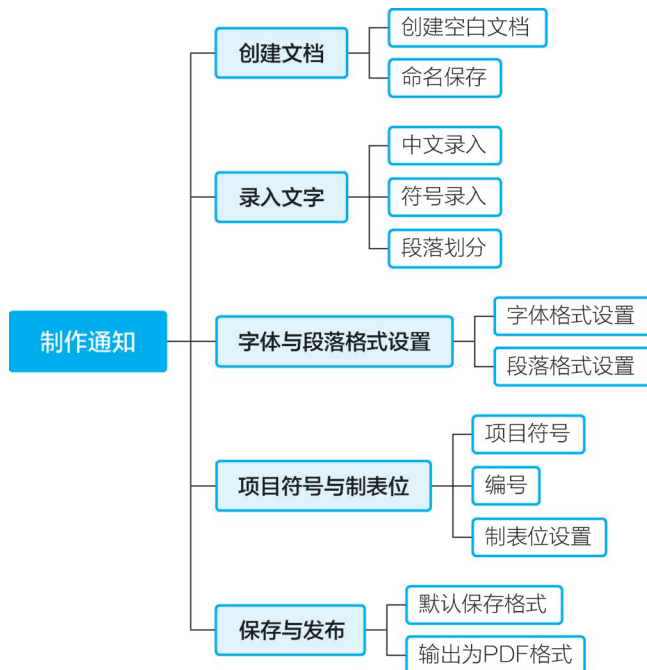 制作通知
创建文档
创建空白文档
命名保存
录入文字
中文录入
符号录入
段落划分
字体与段落格式设置
字体格式设置
段落格式设置
项目符号与制表位
项目符号
编号
制表位设置
保存与发布
默认保存格式
输出为PDF格式